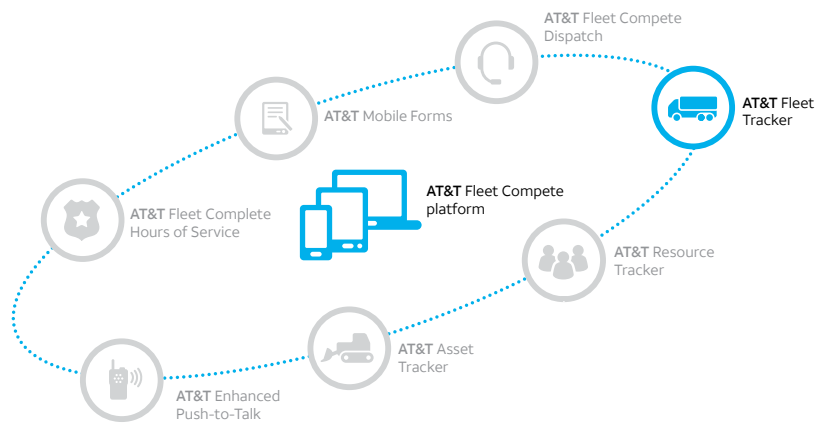 AT&T Fleet Compete
Dispatch
AT&T Fleet
Tracker
AT&T Mobile Forms
AT&T Fleet Compete
platform
AT&T Fleet Complete
Hours of Service
AT&T Resource
Tracker
AT&T Asset
Tracker
AT&T Enhanced
Push-to-Talk